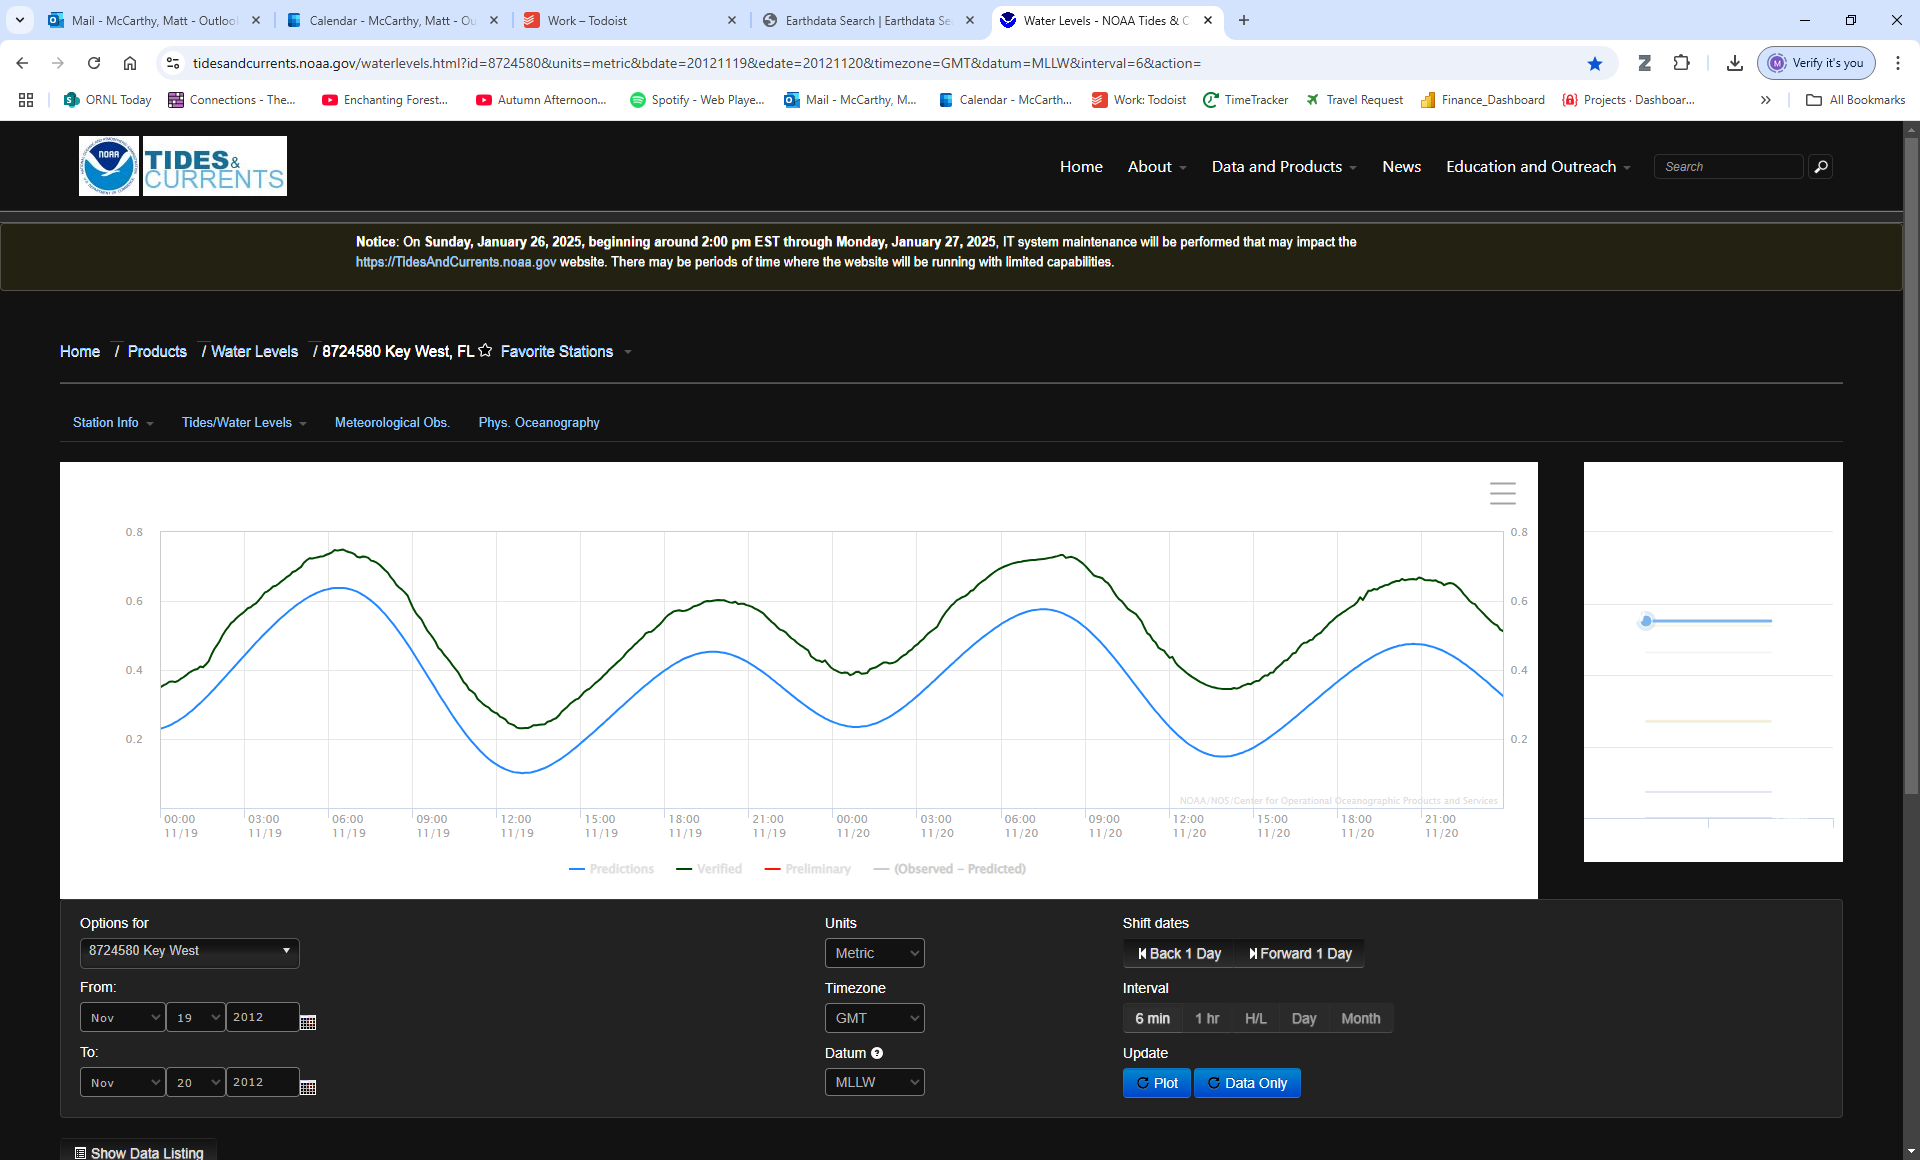 Mail - McCarthy, Matt - Outloo
Calendar - McCarthy, Matt - Ou
Work – Todoist
Earthdata Search | Earthdata Se
Water Levels - NOAA Tides & C
tidesandcurrents.noaa.gov/waterlevels.html?id=8724580&units=metric&bdate=20121119&edate=20121120&timezone=GMT&datum=MLLW&interval=6&action=
Verify it's you
ORNL Today
Connections - The...
Enchanting Forest...
Autumn Afternoon...
Spotify - Web Playe...
Mail - McCarthy, M...
Calendar - McCarth...
Work: Todoist
TimeTracker
Travel Request
Finance_Dashboard
Projects · Dashboar...
All Bookmarks
NOAA
TIDES &
CURRENTS
Home
About
Data and Products
News
Education and Outreach
Search
Notice: On Sunday, January 26, 2025, beginning around 2:00 pm EST through Monday, January 27, 2025, IT system maintenance will be performed that may impact the
https://TidesAndCurrents.noaa.gov website. There may be periods of time where the website will be running with limited capabilities.
Home / Products / Water Levels / 8724580 Key West, FL Favorite Stations
Station Info
Tides/Water Levels
Meteorological Obs.
Phys. Oceanography
0.8 0.8
0.6 0.6
0.4 0.4
0.2 0.2
NOAA/NOS/Center for Operational Oceanographic Products and Services
00:00 03:00 06:00 09:00 12:00 15:00 18:00 21:00 00:00 03:00 06:00 09:00 12:00 15:00 18:00 21:00
11/19 11/19 11/19 11/19 11/19 11/19 11/19 11/19 11/20 11/20 11/20 11/20 11/20 11/20 11/20 11/20
Predictions Verified Preliminary (Observed – Predicted)
Options for
8724580 Key West
From:
Nov 19 2012
To:
Nov 20 2012
Units
Metric
Timezone
GMT
Datum
MLLW
Shift dates
Back 1 Day Forward 1 Day
Interval
6 min 1 hr H/L Day Month
Update
Plot Data Only
Show Data Listing